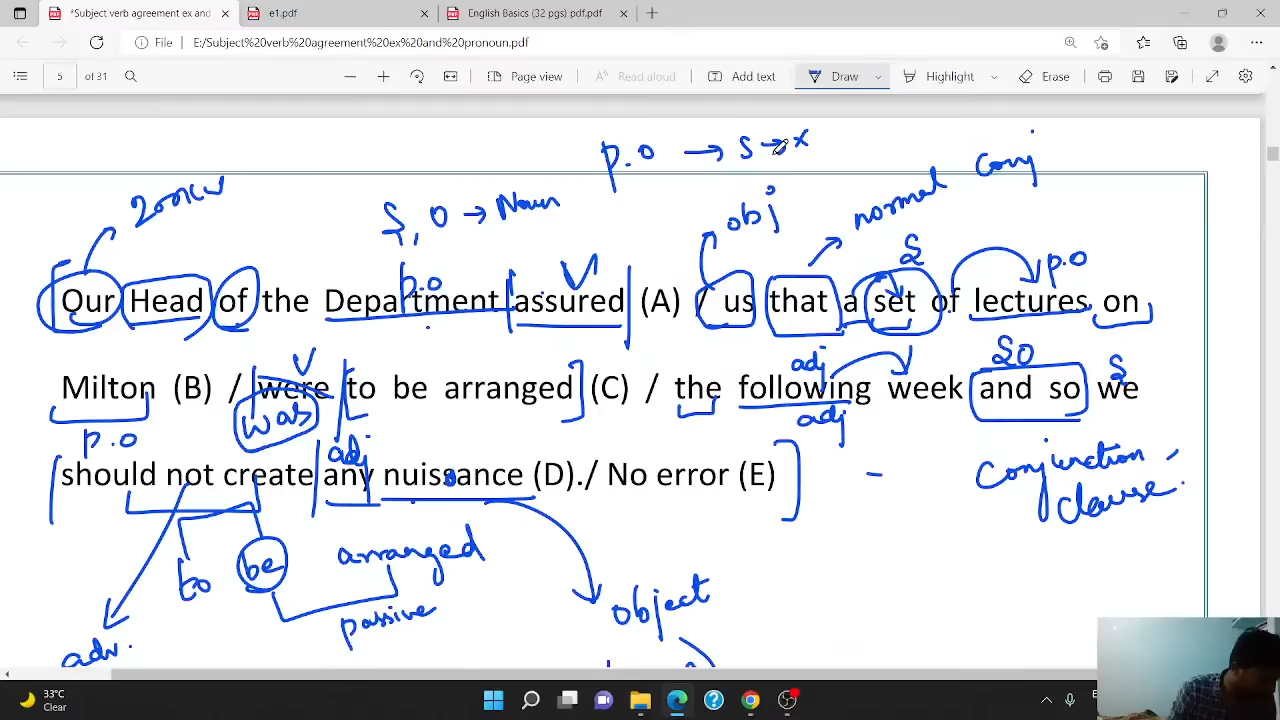 *Subject verb agreement ex and
e1.pdf
English Basics (32 pgs) pdf.pdf
File
E:/Subject%20verb%20agreement%20ex%20and%20pronoun.pdf
5 of 31
Page view
Read aloud
Add text
Draw
Highlight
Erase
p.o → S → x
normal conj
S, O → Noun
obj
S
p.o
V
p.o
Our Head of the Department assured (A) / us that a set of lectures on
V
adj
SO
S
Milton (B) / were to be arranged (C) / the following week and so we
was
p.o
adj
adj
should not create any nuissance (D)./ No error (E)
Conjunction
clause.
to be arranged
passive
object
adv.
33°C
Clear